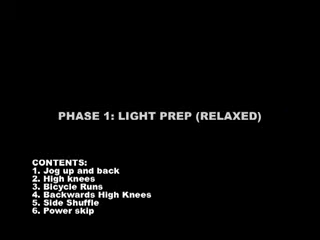 PHASE 1: LIGHT PREP (RELAXED)
CONTENTS:
1. Jog up and back
2. High knees
3. Bicycle Runs
4. Backwards High Knees
5. Side Shuffle
6. Power skip